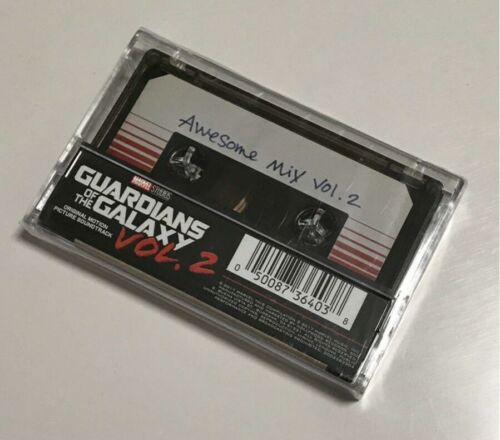 Awesome Mix Vol. 2
MARVEL STUDIOS
GUARDIANS
OF THE GALAXY
VOL. 2
ORIGINAL MOTION
PICTURE SOUNDTRACK
0 50087 36403 8